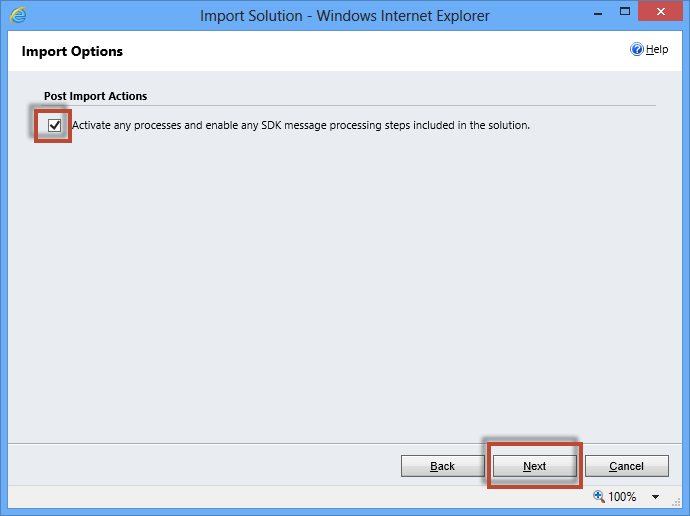 Import Solution - Windows Internet Explorer
Import Options
Help
Post Import Actions
Activate any processes and enable any SDK message processing steps included in the solution.
Back Next Cancel
100%